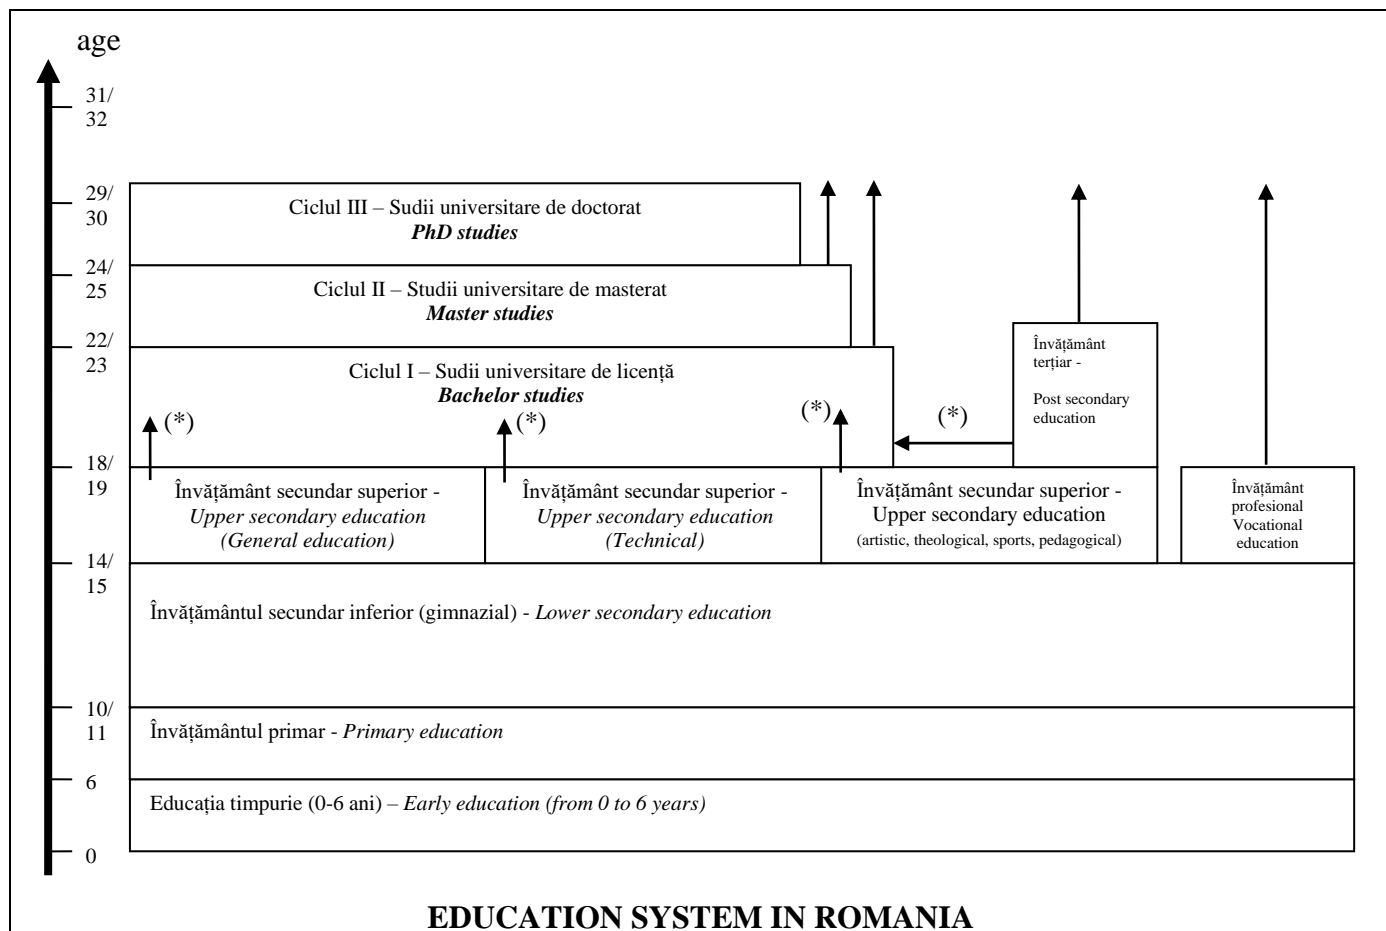 age
31/
32
29/
30
Ciclul III – Sudii universitare de doctorat
PhD studies
24/
25
Ciclul II – Studii universitare de masterat
Master studies
22/
23
Ciclul I – Sudii universitare de licență
Bachelor studies
Învățământ
terțiar -
Post secondary
education
(*)
(*)
(*)
(*)
18/
19
Învățământ secundar superior -
Upper secondary education
(General education)
Învățământ secundar superior -
Upper secondary education
(Technical)
Învățământ secundar superior -
Upper secondary education
(artistic, theological, sports, pedagogical)
Învățământ
profesional
Vocational
education
14/
15
Învățământul secundar inferior (gimnazial) - Lower secondary education
10/
11
Învățământul primar - Primary education
6
Educația timpurie (0-6 ani) – Early education (from 0 to 6 years)
0
EDUCATION SYSTEM IN ROMANIA